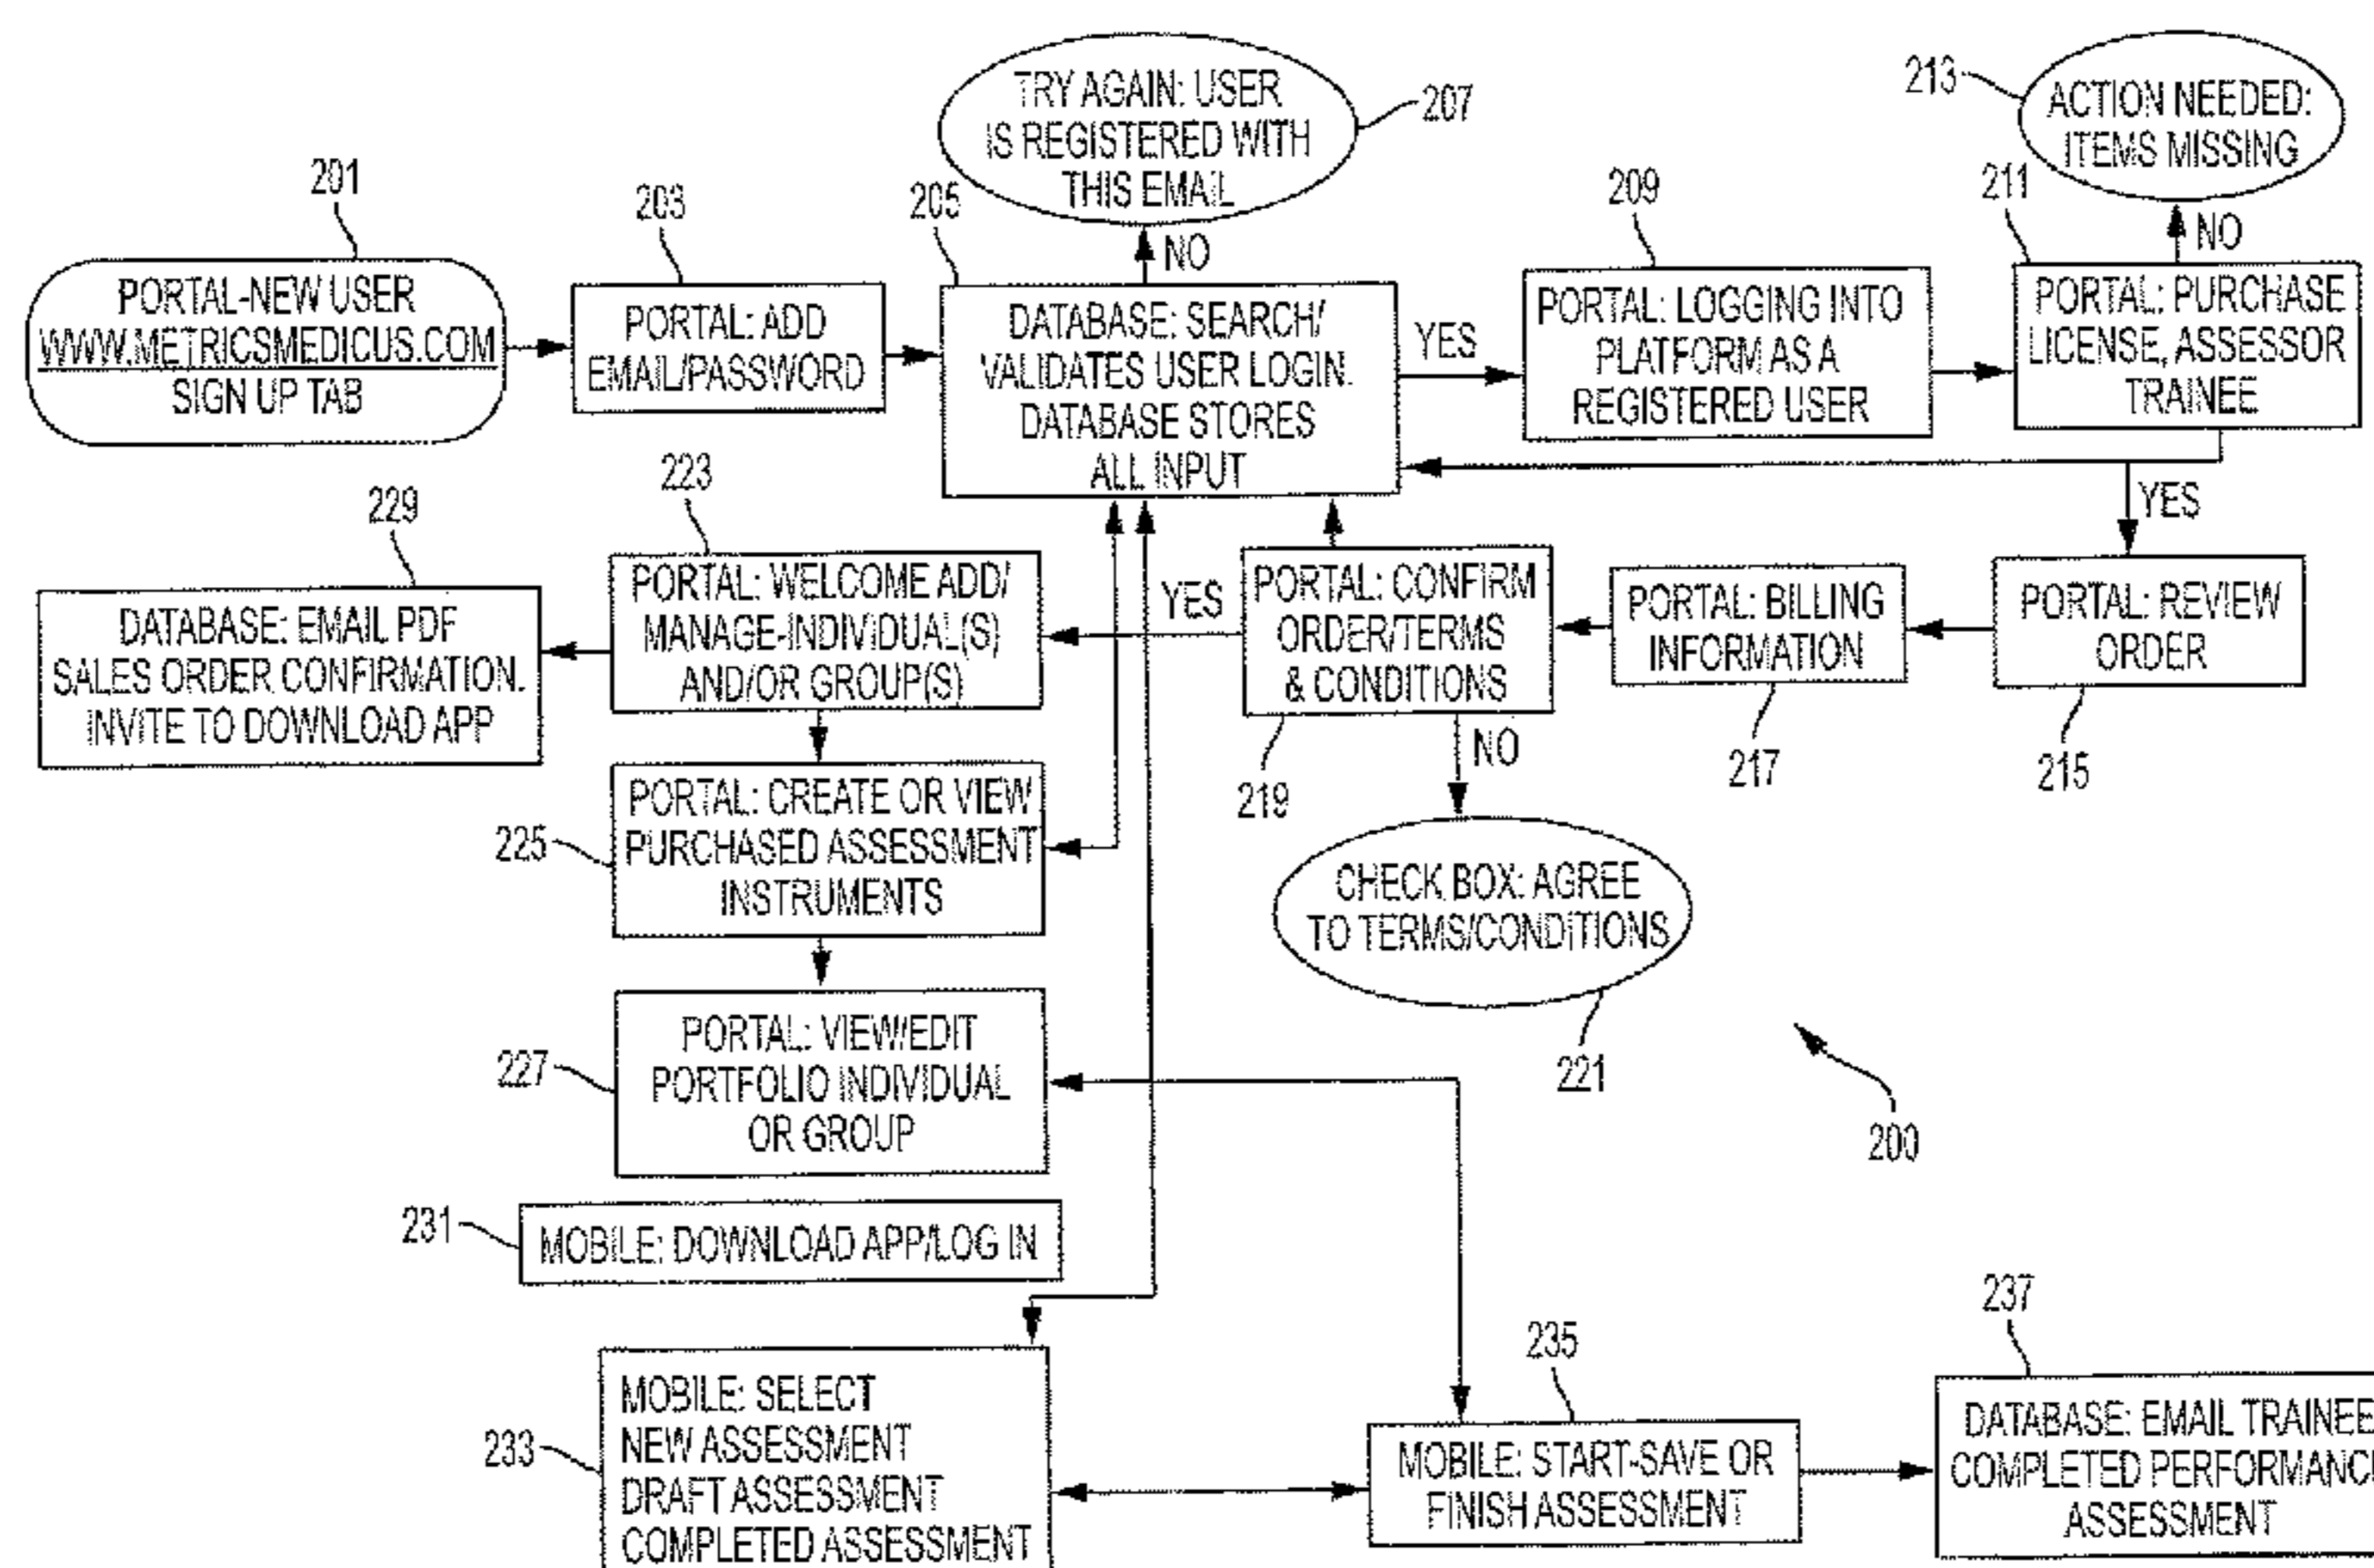 TRY AGAIN: USER
IS REGISTERED WITH
THIS EMAIL
207
213
ACTION NEEDED:
ITEMS MISSING
201
203
205
NO
209
211
NO
PORTAL-NEW USER
WWW.METRICSMEDICUS.COM
SIGN UP TAB
PORTAL: ADD
EMAIL/PASSWORD
DATABASE: SEARCH/
VALIDATES USER LOGIN.
DATABASE STORES
ALL INPUT
YES
PORTAL: LOGGING INTO
PLATFORM AS A
REGISTERED USER
PORTAL: PURCHASE
LICENSE, ASSESSOR
TRAINEE
YES
229
DATABASE: EMAIL PDF
SALES ORDER CONFIRMATION.
INVITE TO DOWNLOAD APP
223
PORTAL: WELCOME ADD/
MANAGE-INDIVIDUAL(S)
AND/OR GROUP(S)
YES
PORTAL: CONFIRM
ORDER/TERMS
& CONDITIONS
219
NO
PORTAL: BILLING
INFORMATION
217
PORTAL: REVIEW
ORDER
215
225
PORTAL: CREATE OR VIEW
PURCHASED ASSESSMENT
INSTRUMENTS
CHECK BOX: AGREE
TO TERMS/CONDITIONS
221
200
227
PORTAL: VIEW/EDIT
PORTFOLIO INDIVIDUAL
OR GROUP
231
MOBILE: DOWNLOAD APP/LOG IN
233
MOBILE: SELECT
NEW ASSESSMENT
DRAFT ASSESSMENT
COMPLETED ASSESSMENT
235
MOBILE: START-SAVE OR
FINISH ASSESSMENT
237
DATABASE: EMAIL TRAINEE
COMPLETED PERFORMANCE
ASSESSMENT